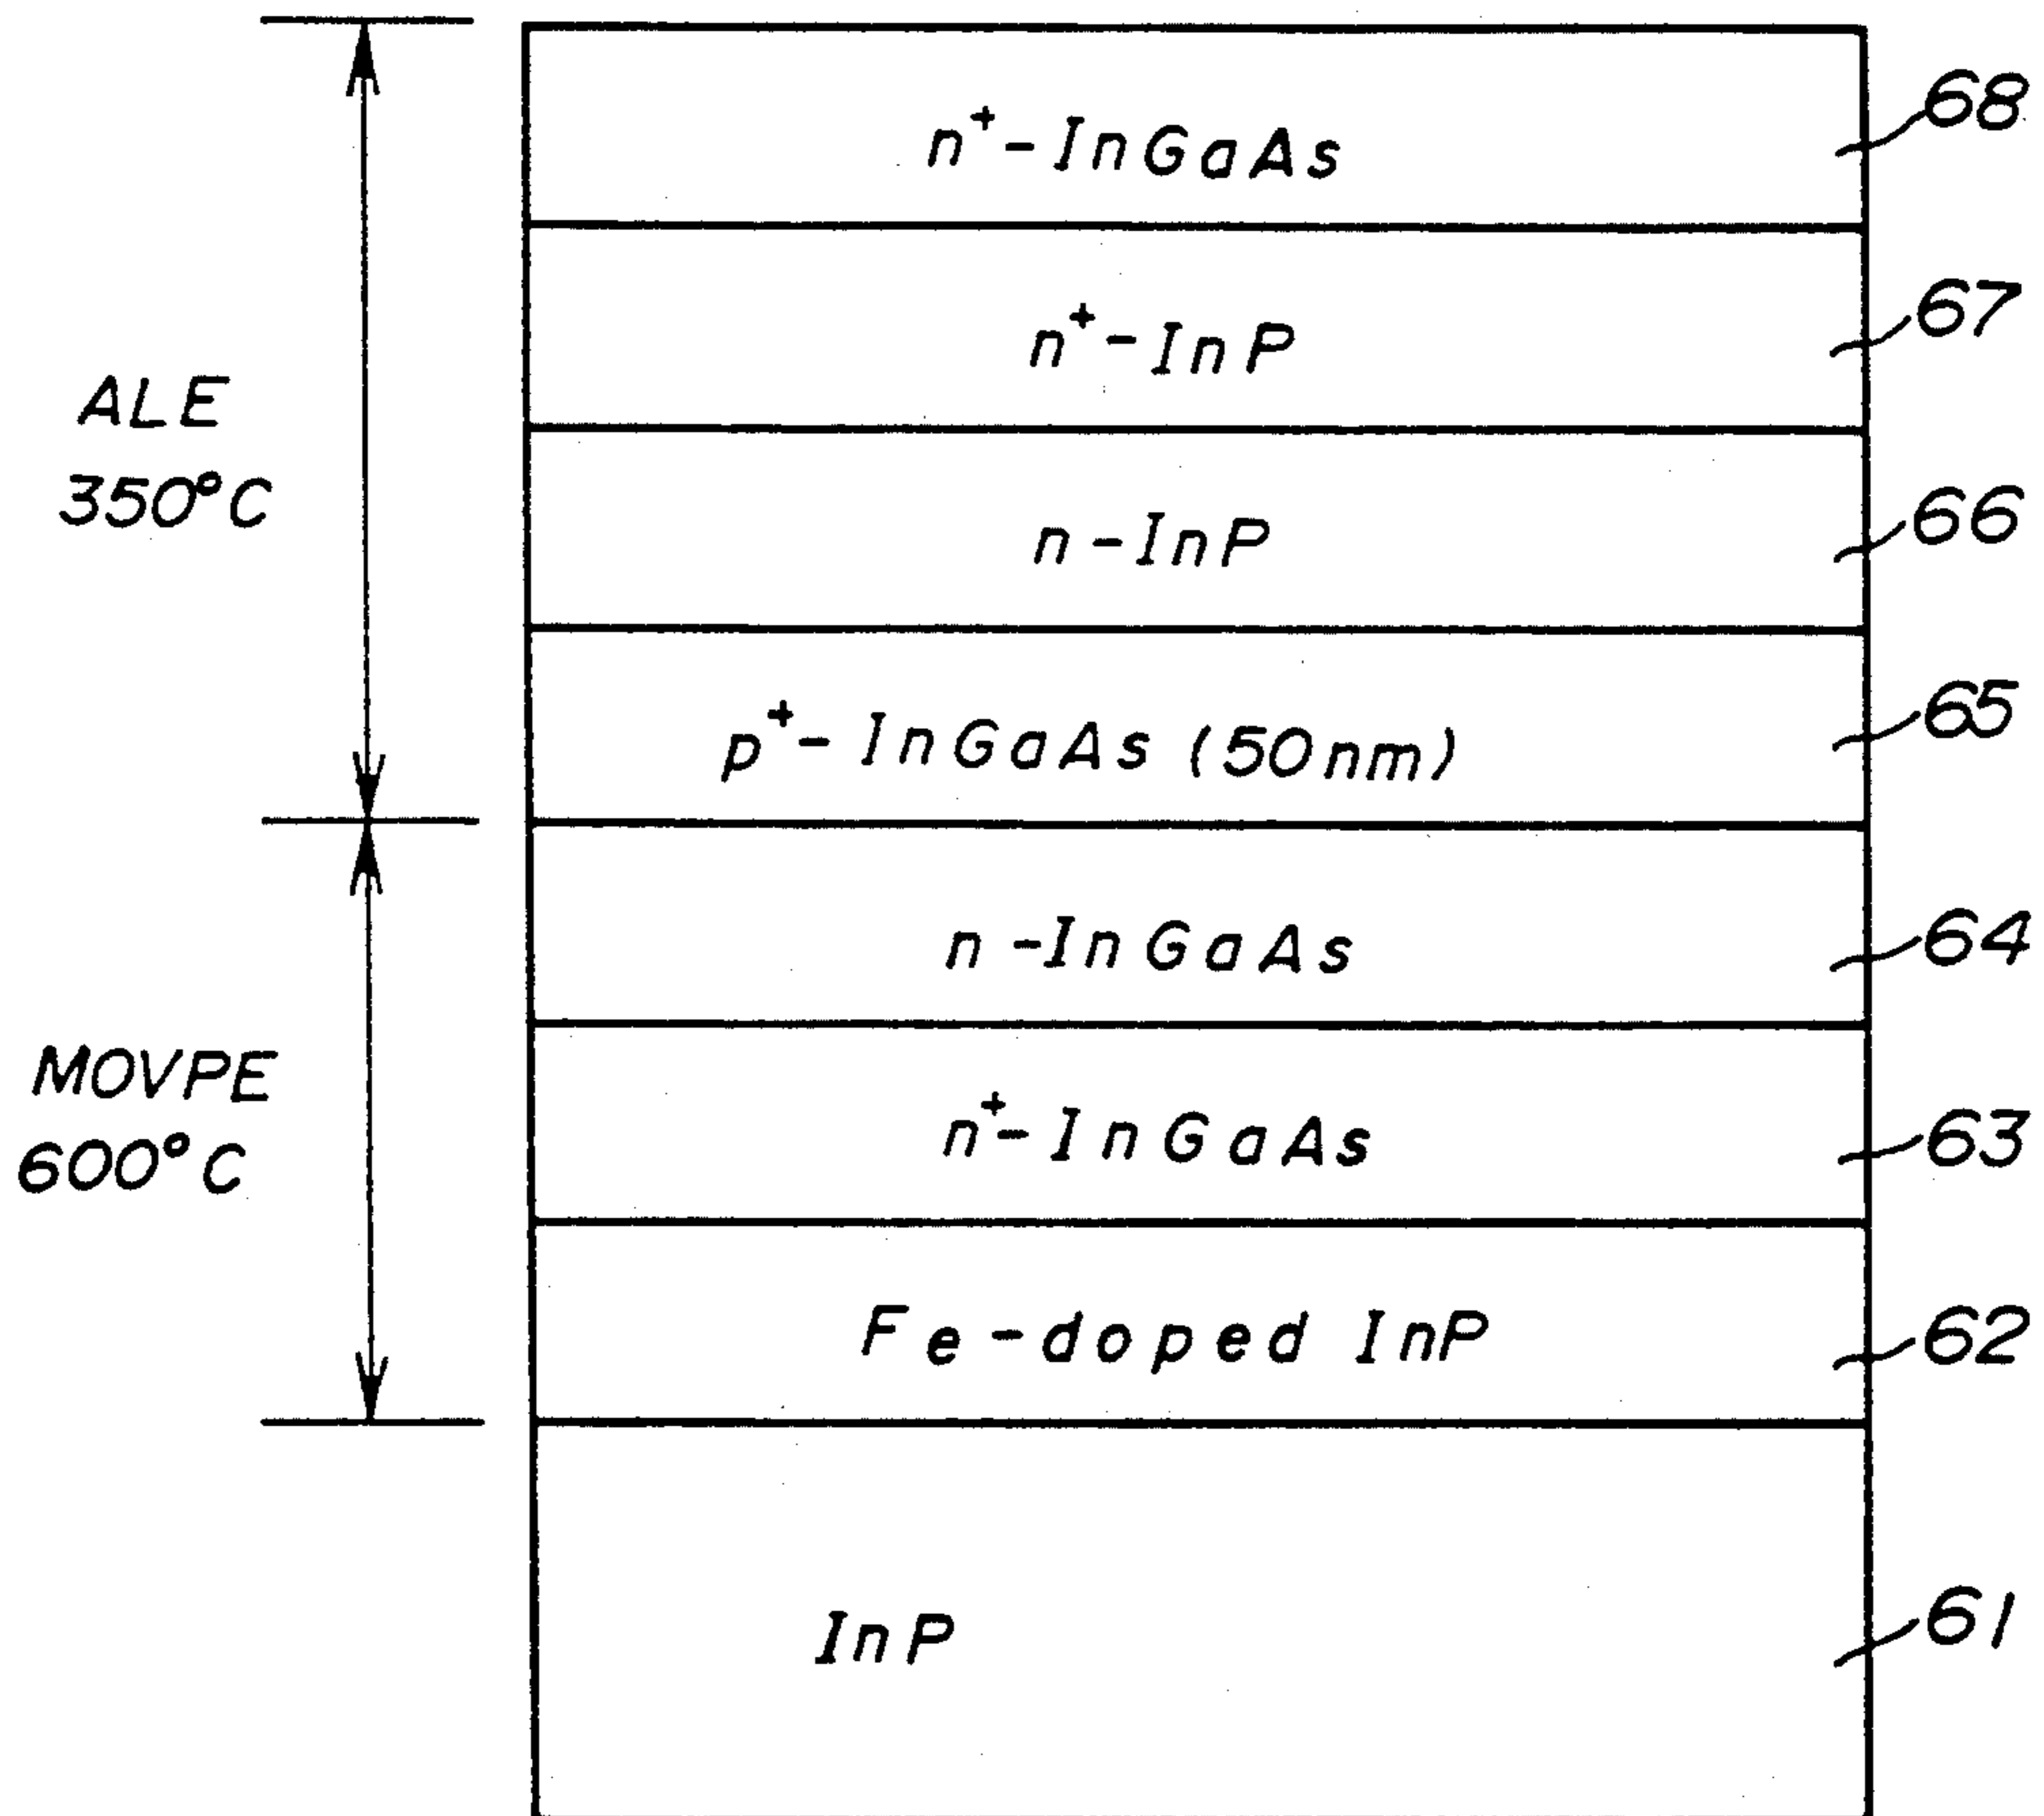 n⁺-InGaAs
68
n⁺-InP
67
ALE
350°C
n-InP
66
p⁺-InGaAs (50nm)
65
n-InGaAs
64
MOVPE
600°C
n⁺-InGaAs
63
Fe-doped InP
62
InP
61